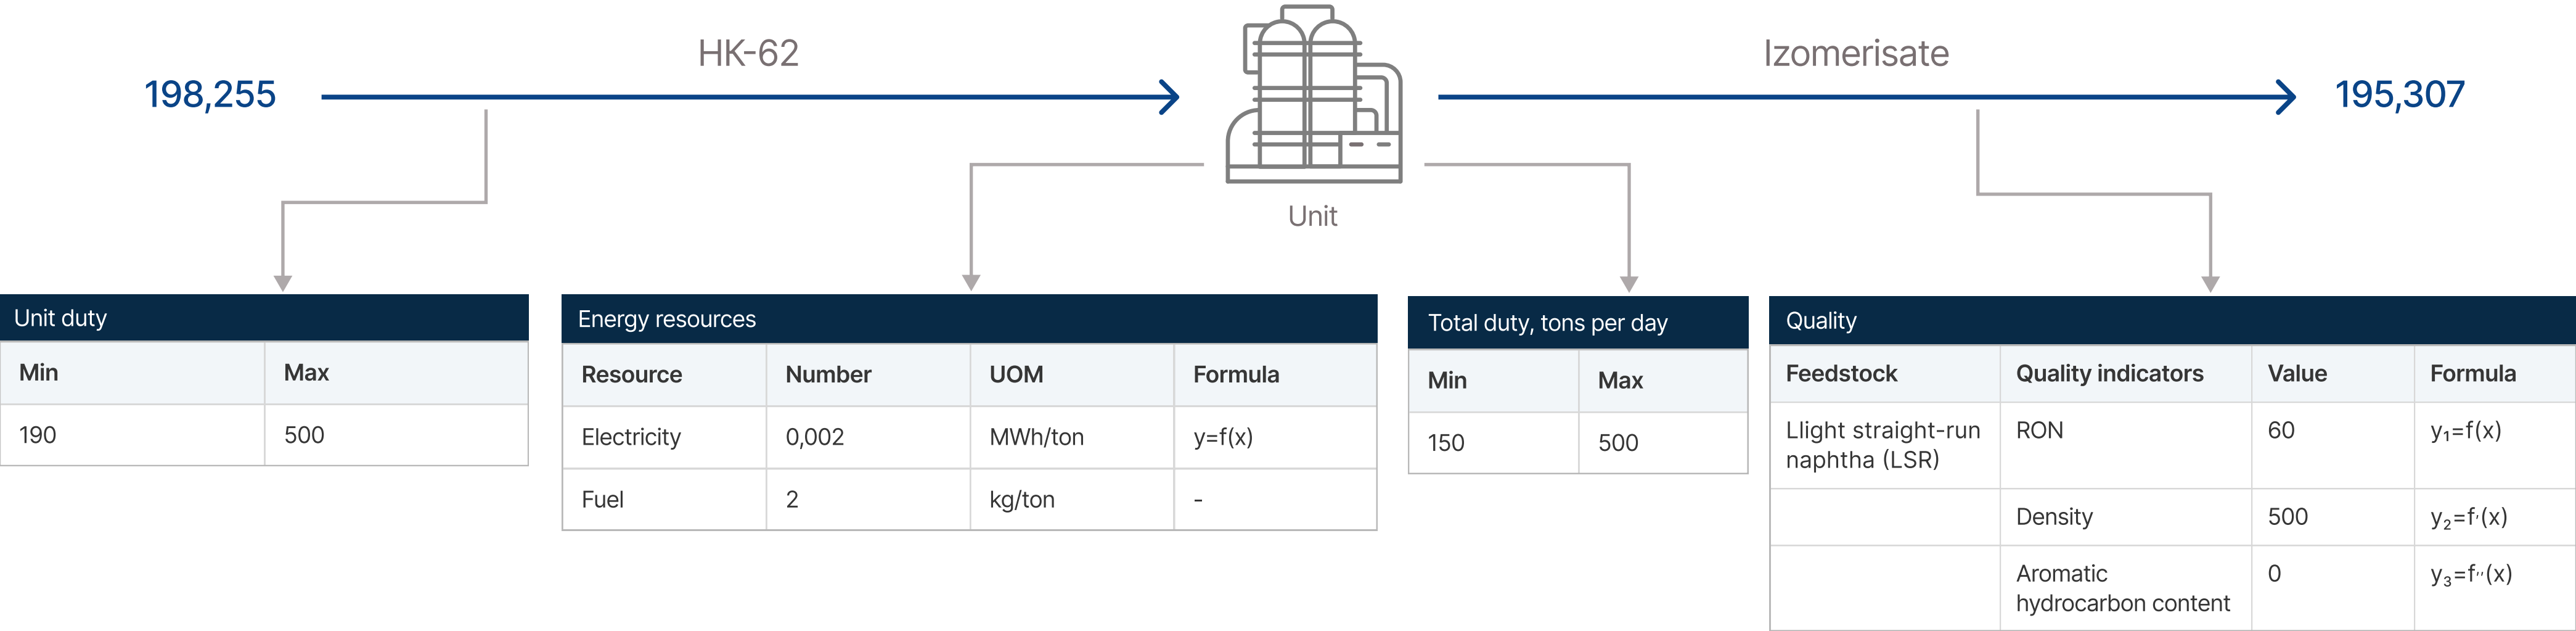 HK-62
Izomerisate
198,255
195,307
Unit
Unit duty
Min Max
190 500
Energy resources
Resource Number UOM Formula
Electricity 0,002 MWh/ton y=f(x)
Fuel 2 kg/ton -
Total duty, tons per day
Min Max
150 500
Quality
Feedstock Quality indicators Value Formula
Llight straight-run RON 60 y₁=f(x)
naphtha (LSR)
Density 500 y₂=f′(x)
Aromatic 0 y₃=f′′(x)
hydrocarbon content